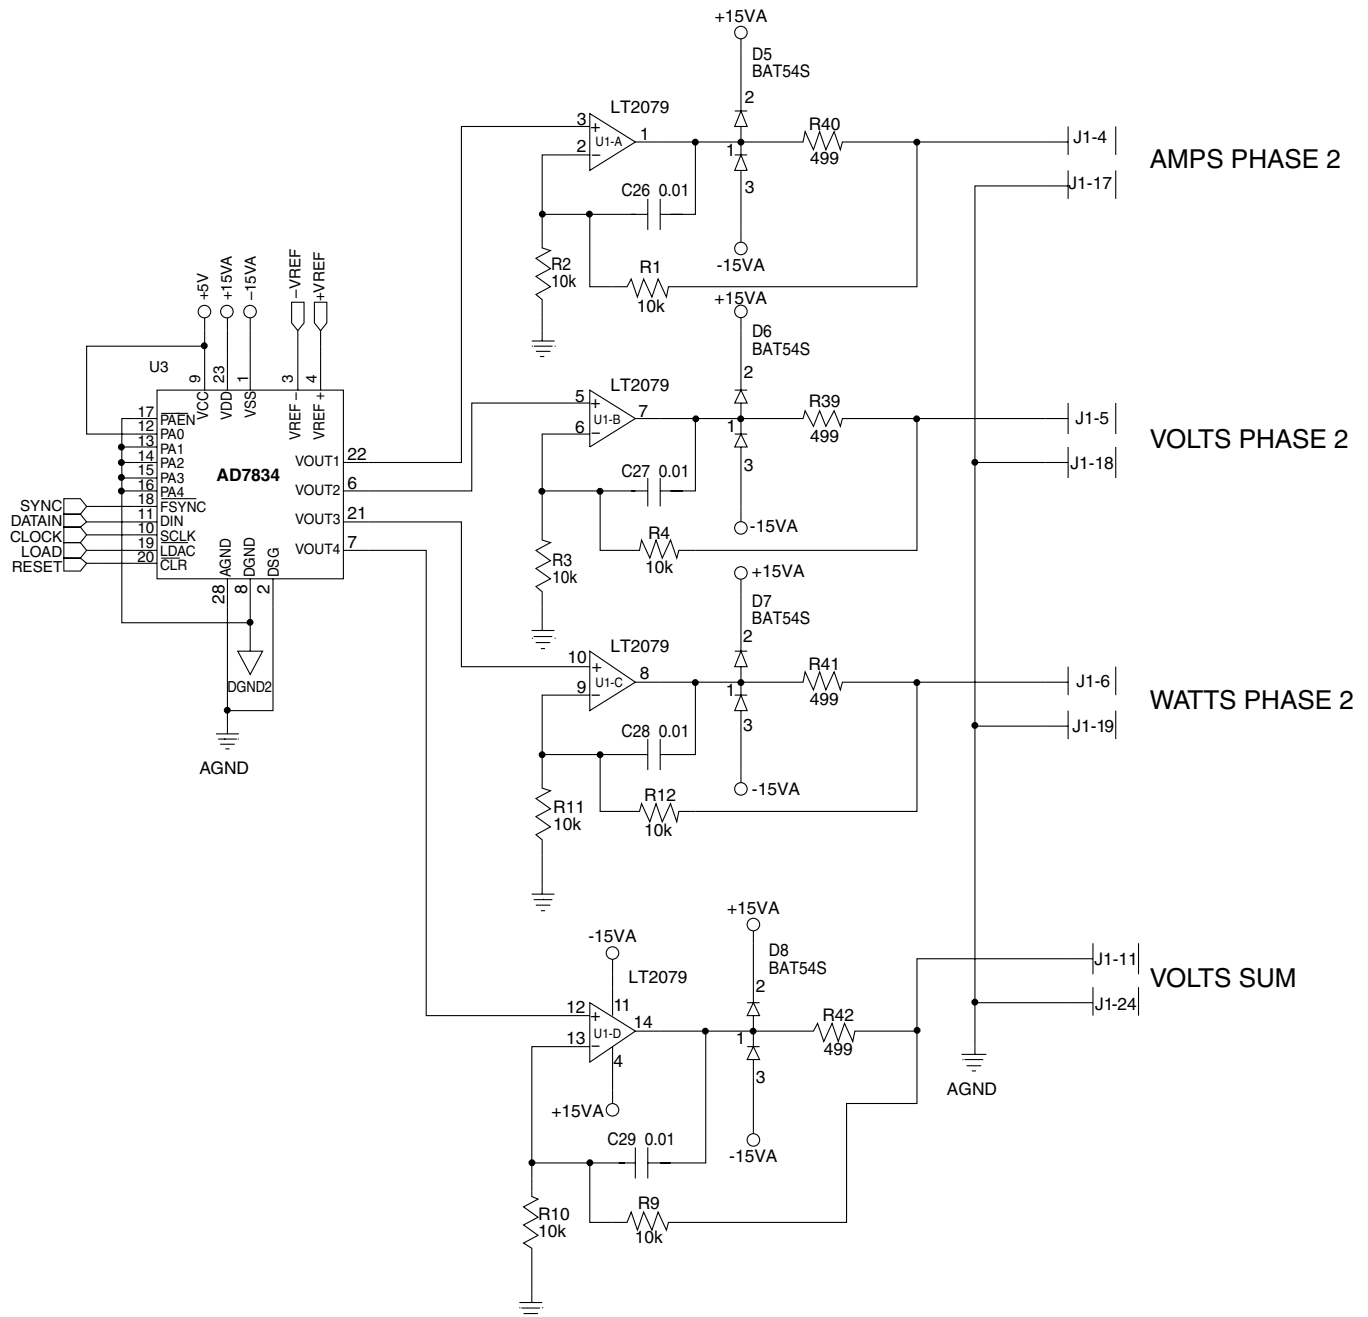 +15VA
D5
BAT54S
2
LT2079
3
+
U1-A
1
2
−
R40
499
1
3
J1-4
AMPS PHASE 2
J1-17
C26 0.01
-15VA
R2
10k
R1
10k
+5V
+15VA
−15VA
−VREF
+VREF
U3
9
23
1
3
4
VCC
VDD
VSS
VREF -
VREF +
17
PAEN
12
PA0
13
PA1
14
PA2
15
PA3
16
PA4
SYNC
18
FSYNC
DATAIN
11
DIN
CLOCK
10
SCLK
LOAD
19
LDAC
RESET
20
CLR
AD7834
VOUT1
22
VOUT2
6
VOUT3
21
VOUT4
7
AGND
DGND
DSG
28
8
2
DGND2
AGND
+15VA
D6
BAT54S
2
LT2079
5
+
U1-B
7
6
−
R39
499
1
3
J1-5
VOLTS PHASE 2
J1-18
C27 0.01
-15VA
R3
10k
R4
10k
+15VA
D7
BAT54S
2
LT2079
10
+
U1-C
8
9
−
R41
499
1
3
J1-6
WATTS PHASE 2
J1-19
C28 0.01
-15VA
R11
10k
R12
10k
+15VA
D8
BAT54S
2
-15VA
LT2079
11
12
+
U1-D
14
13
−
4
+15VA
R42
499
1
3
J1-11
VOLTS SUM
J1-24
AGND
C29 0.01
-15VA
R10
10k
R9
10k